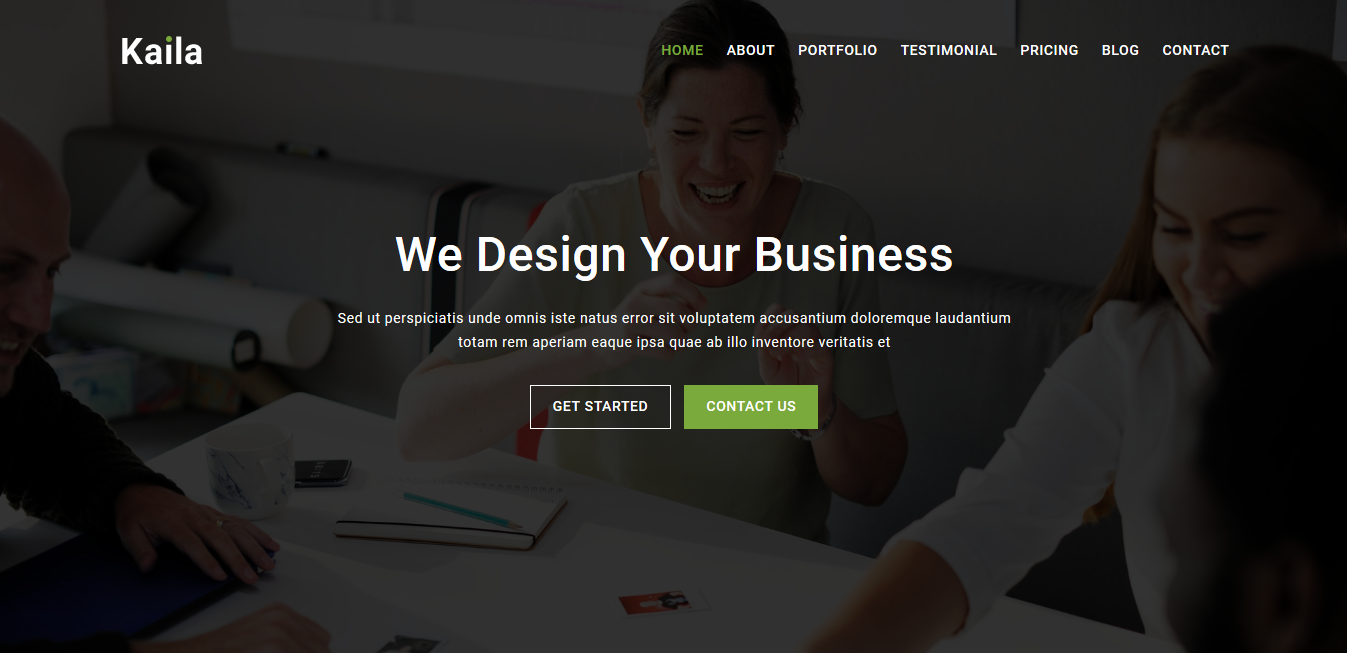 Kaila
HOME ABOUT PORTFOLIO TESTIMONIAL PRICING BLOG CONTACT
We Design Your Business
Sed ut perspiciatis unde omnis iste natus error sit voluptatem accusantium doloremque laudantium
totam rem aperiam eaque ipsa quae ab illo inventore veritatis et
GET STARTED CONTACT US